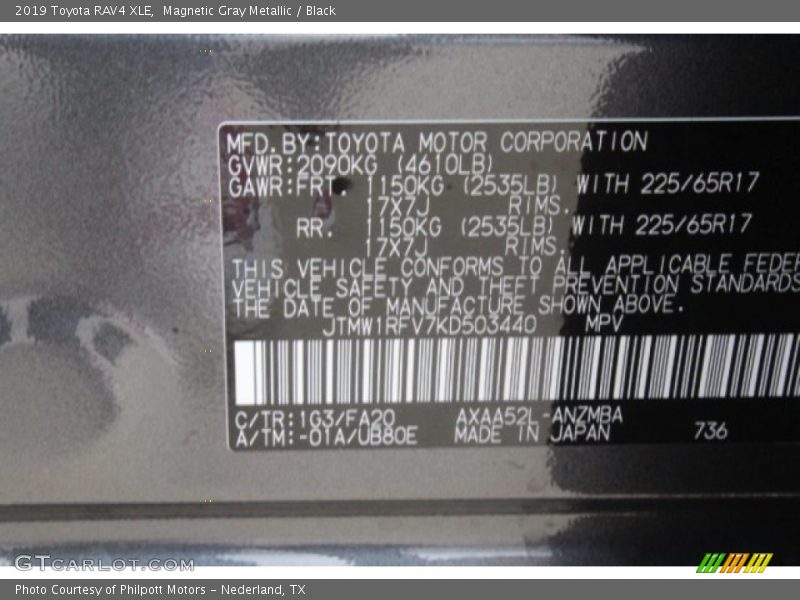 2019 Toyota RAV4 XLE,  Magnetic Gray Metallic / Black
MFD.BY:TOYOTA MOTOR CORPORATION
GVWR:2090KG (4610LB)
GAWR:FRT. 1150KG (2535LB) WITH 225/65R17
17X7J RIMS.
RR. 1150KG (2535LB) WITH 225/65R17
17X7J RIMS.
THIS VEHICLE CONFORMS TO ALL APPLICABLE FEDER
VEHICLE SAFETY AND THEFT PREVENTION STANDARDS
THE DATE OF MANUFACTURE SHOWN ABOVE.
JTMW1RFV7KD503440 MPV
C/TR:1G3/FA20 AXAA52L-ANZMBA
A/TM:-01A/UB80E MADE IN JAPAN 736
GTCARLOT.COM
Photo Courtesy of Philpott Motors - Nederland, TX